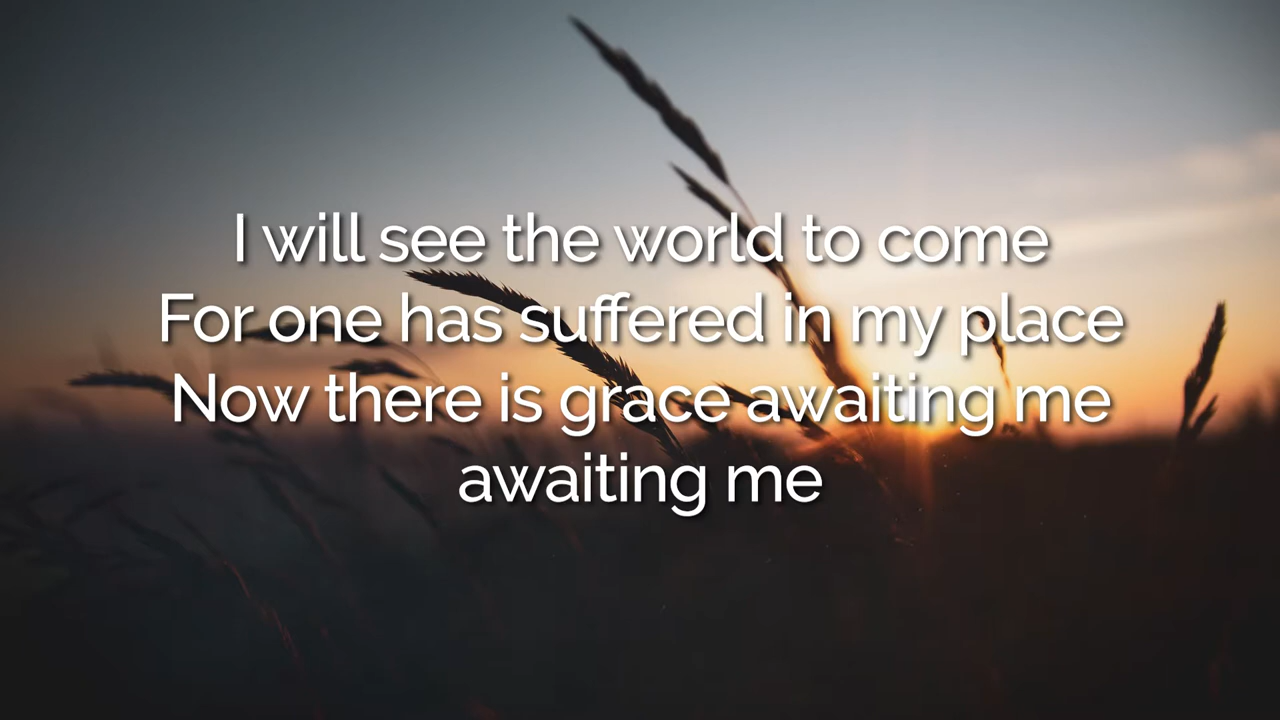 I will see the world to come
For one has suffered in my place
Now there is grace awaiting me
awaiting me